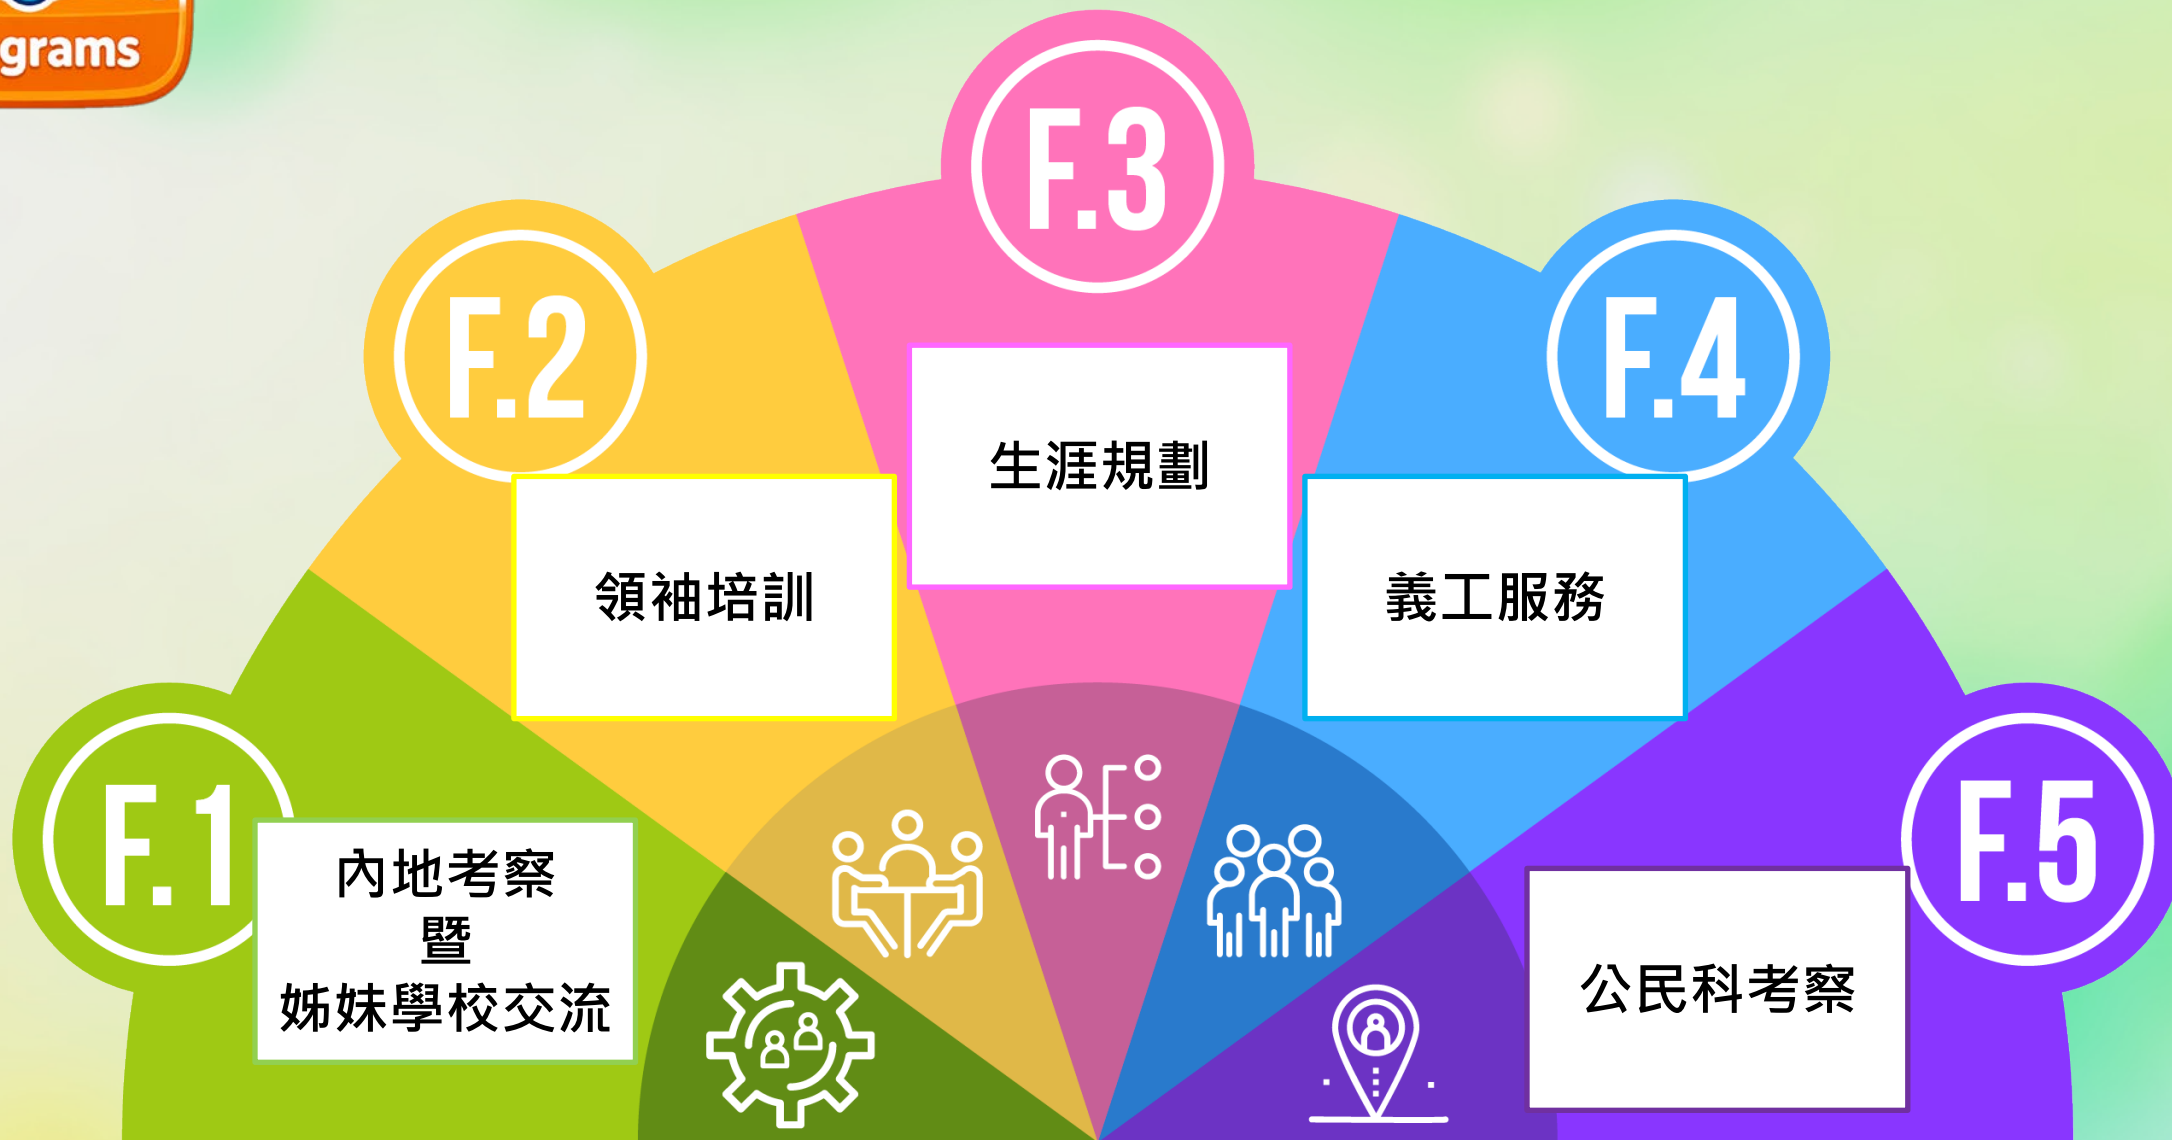 grams
F.1
內地考察
暨
姊妹學校交流
F.2
領袖培訓
F.3
生涯規劃
F.4
義工服務
F.5
公民科考察